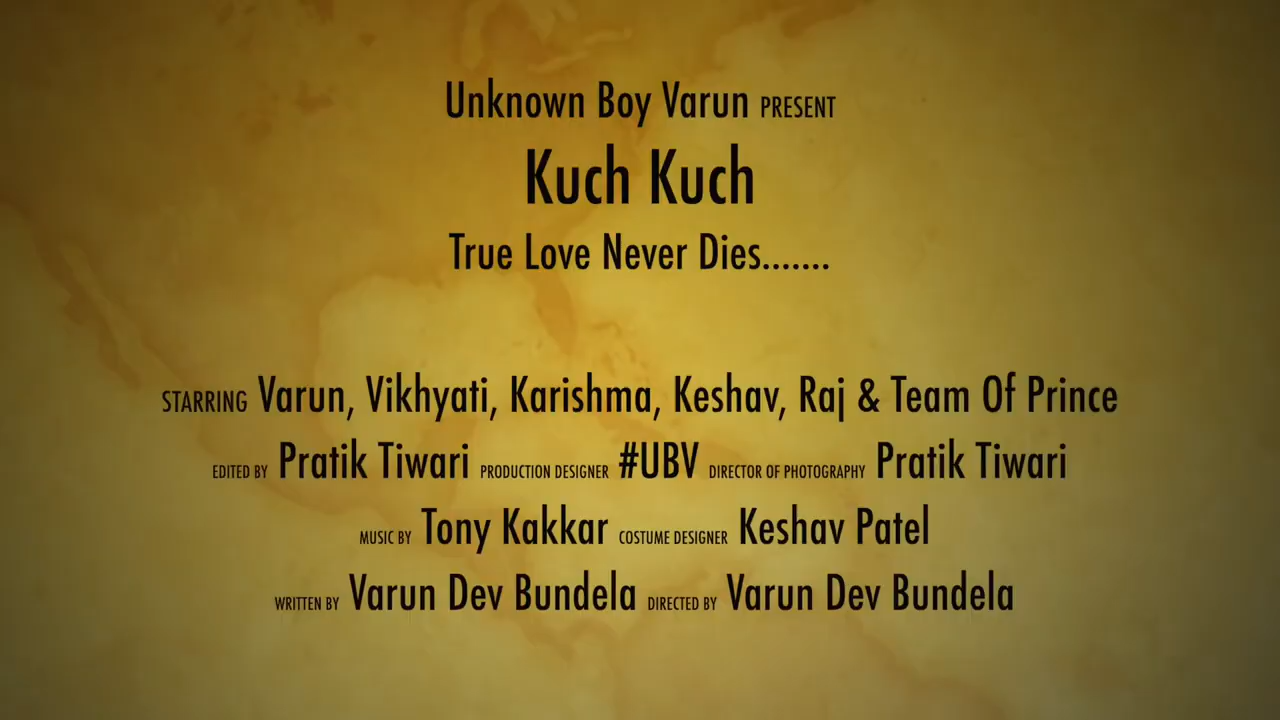 Unknown Boy Varun PRESENT
Kuch Kuch
True Love Never Dies.......
STARRING Varun, Vikhyati, Karishma, Keshav, Raj & Team Of Prince
EDITED BY Pratik Tiwari PRODUCTION DESIGNER #UBV DIRECTOR OF PHOTOGRAPHY Pratik Tiwari
MUSIC BY Tony Kakkar COSTUME DESIGNER Keshav Patel
WRITTEN BY Varun Dev Bundela DIRECTED BY Varun Dev Bundela